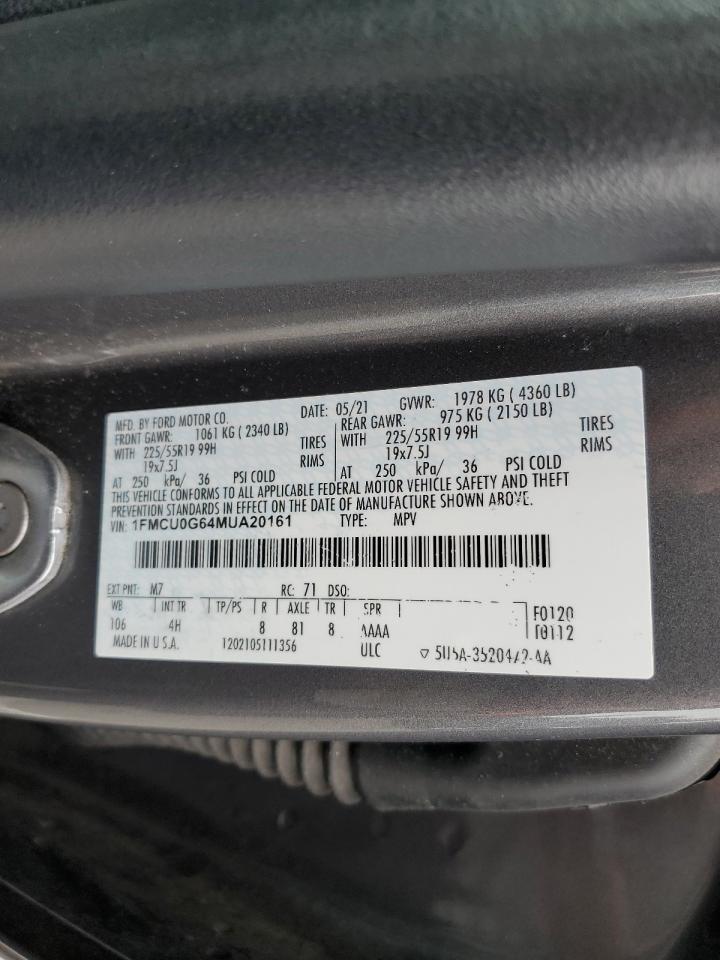 MFD. BY FORD MOTOR CO. DATE: 05/21 GVWR: 1978 KG ( 4360 LB)
FRONT GAWR: 1061 KG ( 2340 LB) REAR GAWR: 975 KG ( 2150 LB)
WITH 225/55R19 99H TIRES WITH 225/55R19 99H TIRES
19x7.5J RIMS 19x7.5J RIMS
AT 250 kPa/ 36 PSI COLD AT 250 kPa/ 36 PSI COLD
THIS VEHICLE CONFORMS TO ALL APPLICABLE FEDERAL MOTOR VEHICLE SAFETY AND THEFT
PREVENTION STANDARDS IN EFFECT ON THE DATE OF MANUFACTURE SHOWN ABOVE.
VIN: 1FMCU0G64MUA20161 TYPE: MPV
EXT PNT: M7 RC: 71 DSO:
WB INT TR TP/PS R AXLE TR SPR F0120
106 4H 8 81 8 AAAA F0112
MADE IN U.S.A. 1202105111356 ULC